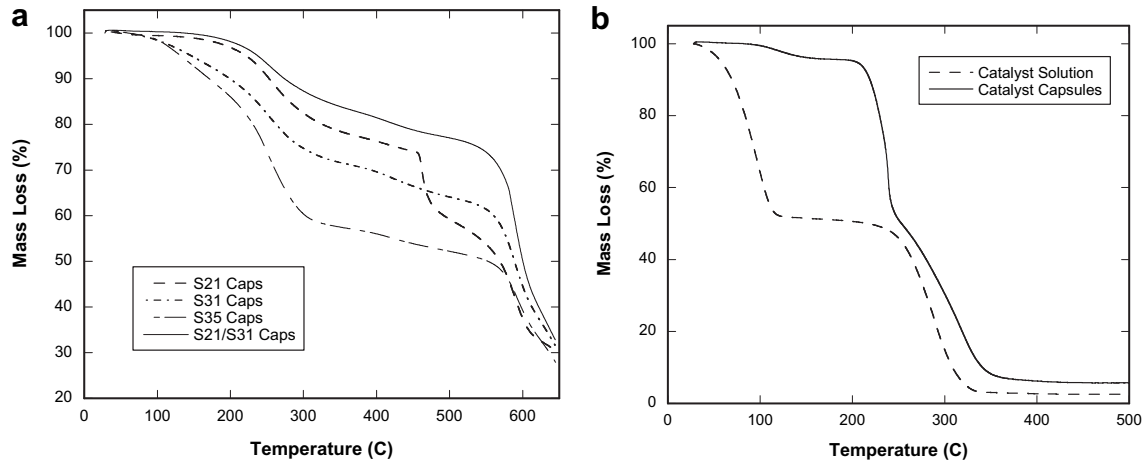 a
Mass Loss (%)
100
90
80
70
60
50
40
30
20
0
100
200
300
400
500
600
Temperature (C)
S21 Caps
S31 Caps
S35 Caps
S21/S31 Caps
b
Mass Loss (%)
100
80
60
40
20
0
0
100
200
300
400
500
Temperature (C)
Catalyst Solution
Catalyst Capsules